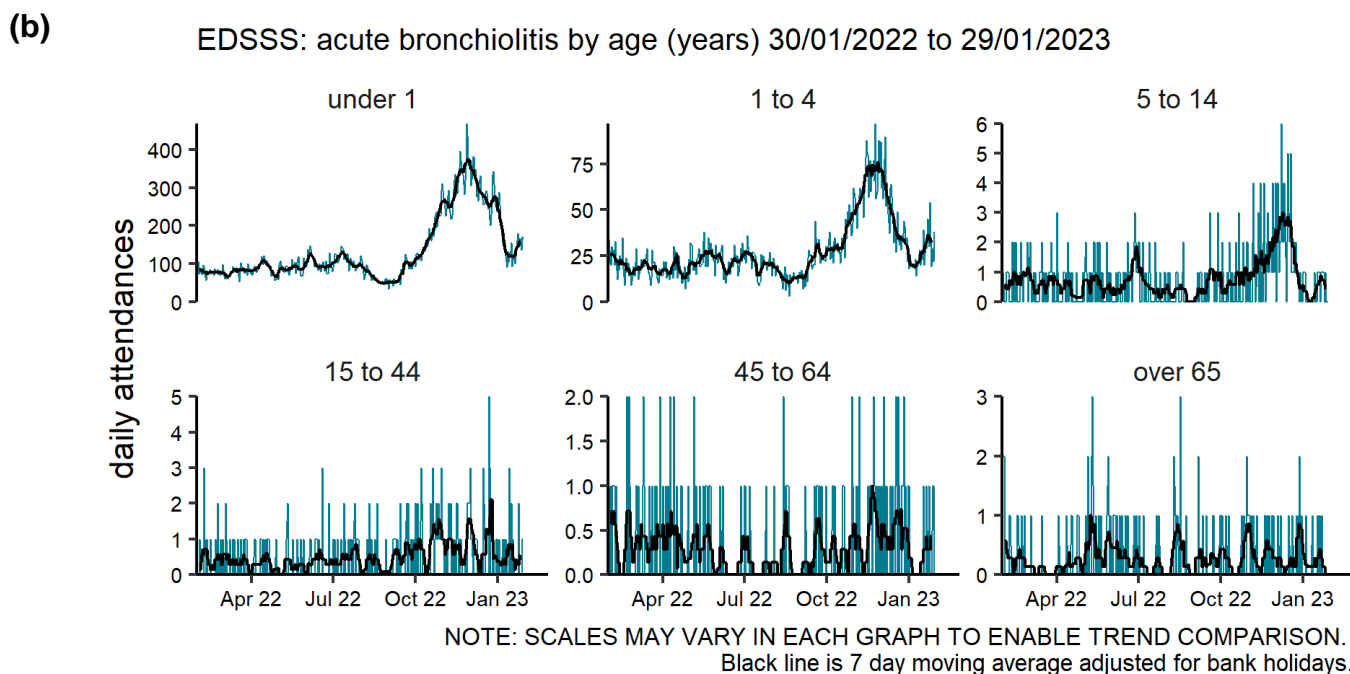 (b)
EDSSS: acute bronchiolitis by age (years) 30/01/2022 to 29/01/2023
under 1
1 to 4
5 to 14
400
300
200
100
0
75
50
25
0
6
5
4
3
2
1
0
daily attendances
15 to 44
45 to 64
over 65
5
4
3
2
1
0
2.0
1.5
1.0
0.5
0.0
3
2
1
0
Apr 22 Jul 22 Oct 22 Jan 23
Apr 22 Jul 22 Oct 22 Jan 23
Apr 22 Jul 22 Oct 22 Jan 23
NOTE: SCALES MAY VARY IN EACH GRAPH TO ENABLE TREND COMPARISON.
Black line is 7 day moving average adjusted for bank holidays.